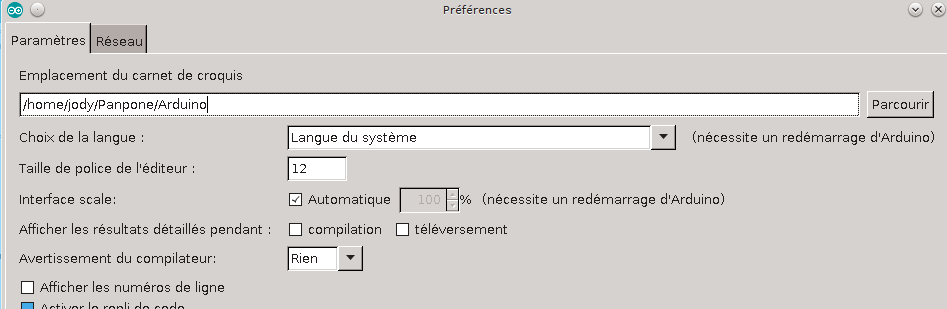 Préférences
Paramètres Réseau
Emplacement du carnet de croquis
/home/jody/Panpone/Arduino Parcourir
Choix de la langue : Langue du système (nécessite un redémarrage d'Arduino)
Taille de police de l'éditeur : 12
Interface scale: Automatique 100 % (nécessite un redémarrage d'Arduino)
Afficher les résultats détaillés pendant : compilation téléversement
Avertissement du compilateur: Rien
Afficher les numéros de ligne
Activer le repli de code